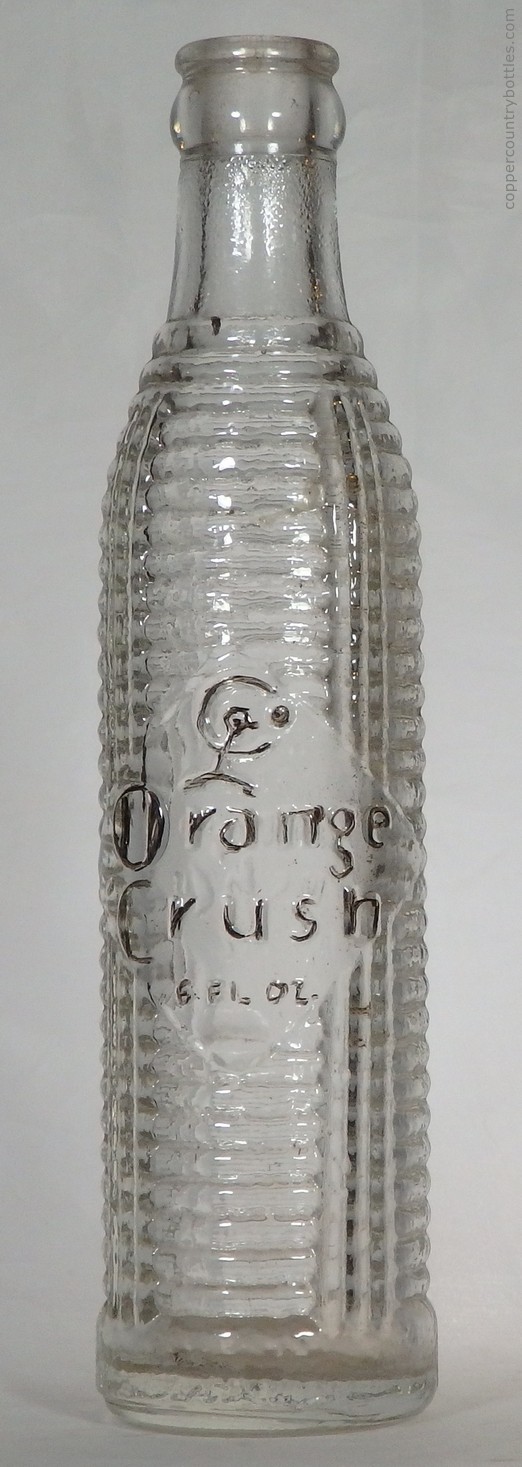 coppercountrybottles.com
Orange
Crush
6 FL. OZ.